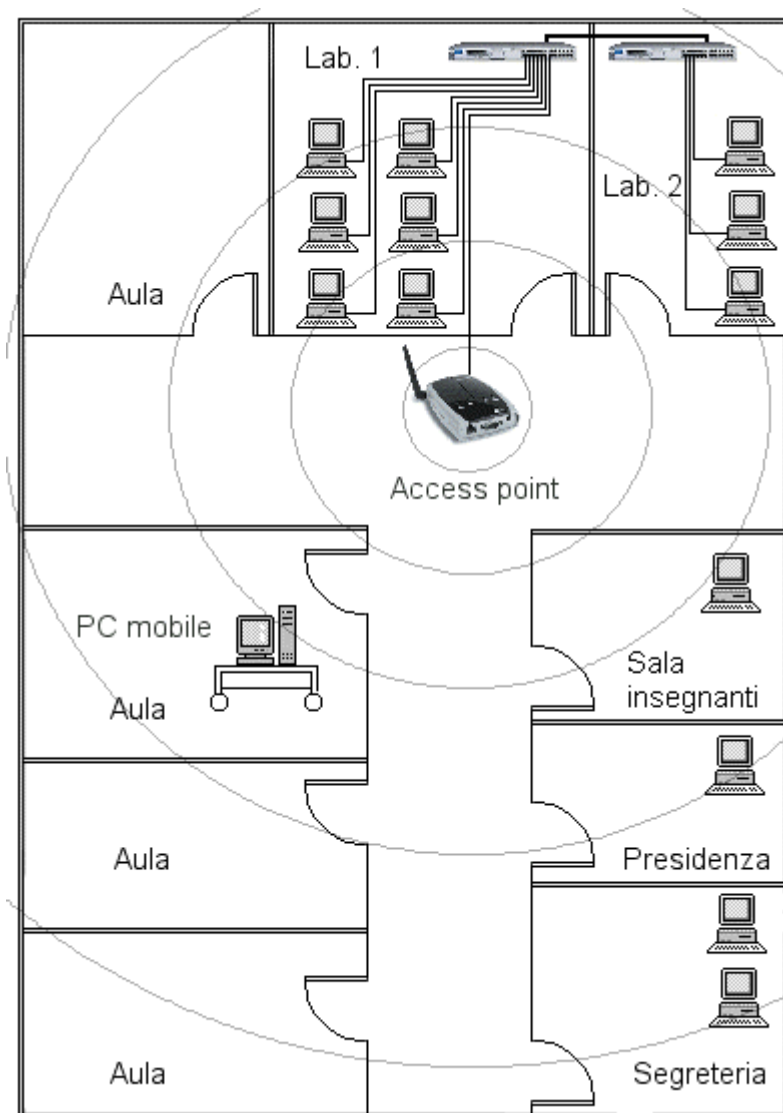 Lab. 1
Lab. 2
Aula
Access point
PC mobile
Aula
Sala
insegnanti
Aula
Presidenza
Aula
Segreteria